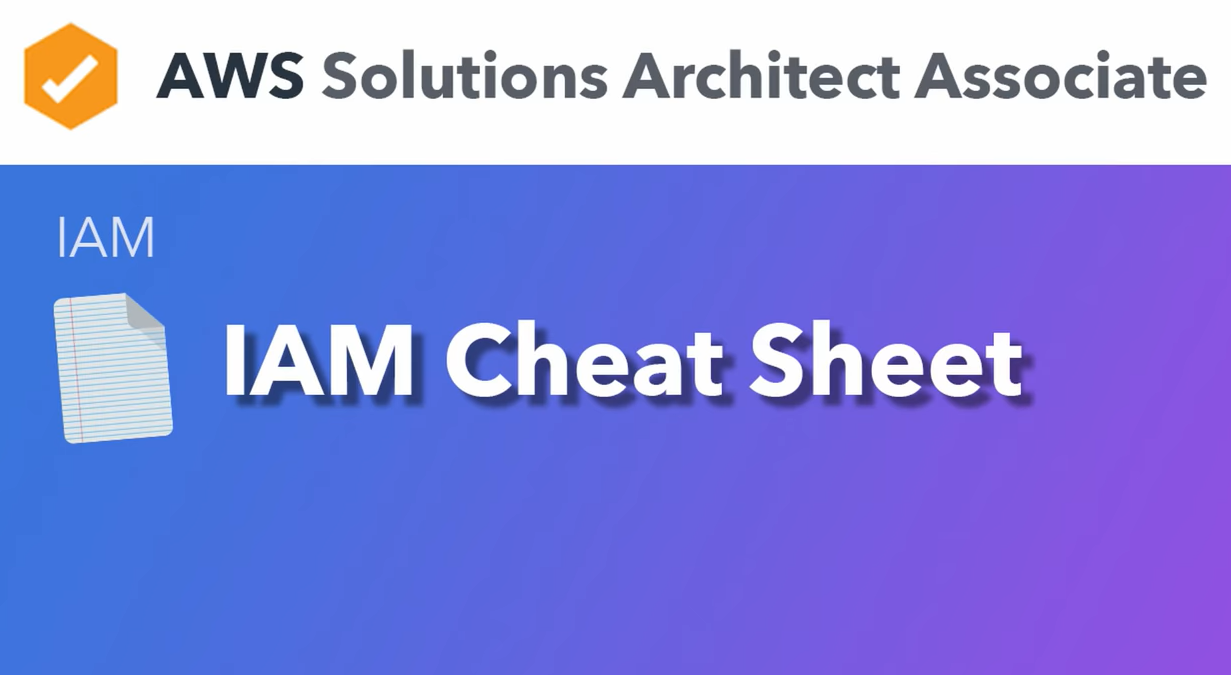 AWS Solutions Architect Associate
IAM
IAM Cheat Sheet